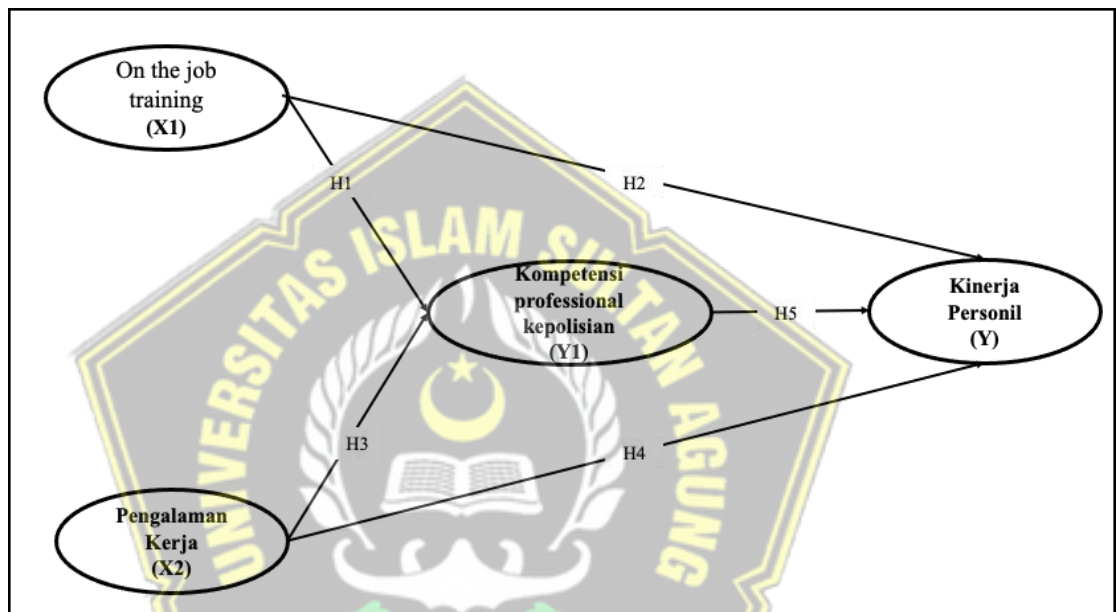 On the job
training
(X1)
H1
H2
UNIVERSITAS ISLAM SULTAN AGUNG
Kompetensi
professional
kepolisian
(Y1)
H5
Kinerja
Personil
(Y)
H3
H4
Pengalaman
Kerja
(X2)